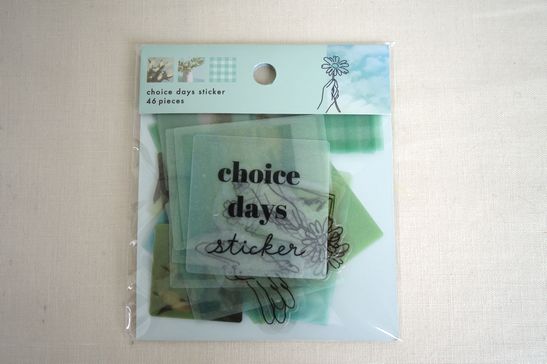 choice days sticker
46 pieces
choice
days
sticker